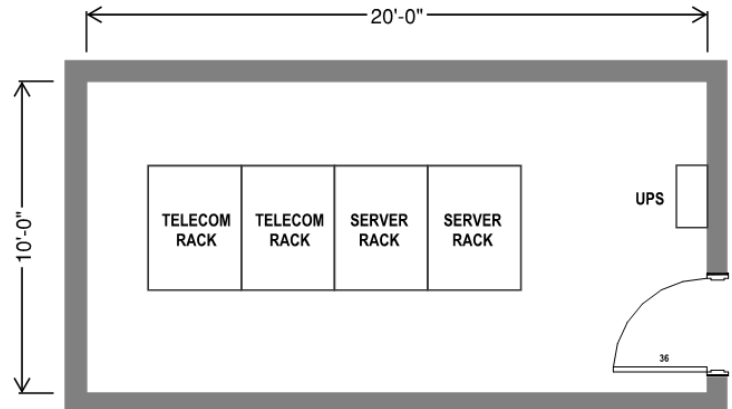 20'-0"
10'-0"
TELECOM
RACK
TELECOM
RACK
SERVER
RACK
SERVER
RACK
UPS
36